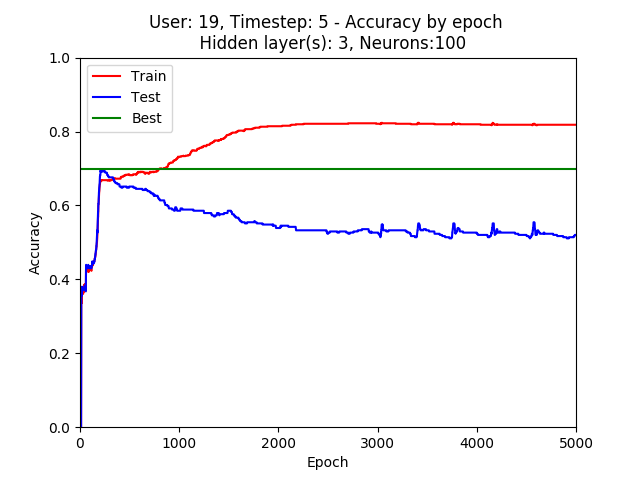 User: 19, Timestep: 5 - Accuracy by epoch
Hidden layer(s): 3, Neurons:100
1.0
0.8
0.6
0.4
0.2
0.0
Accuracy
Train
Test
Best
0 1000 2000 3000 4000 5000
Epoch